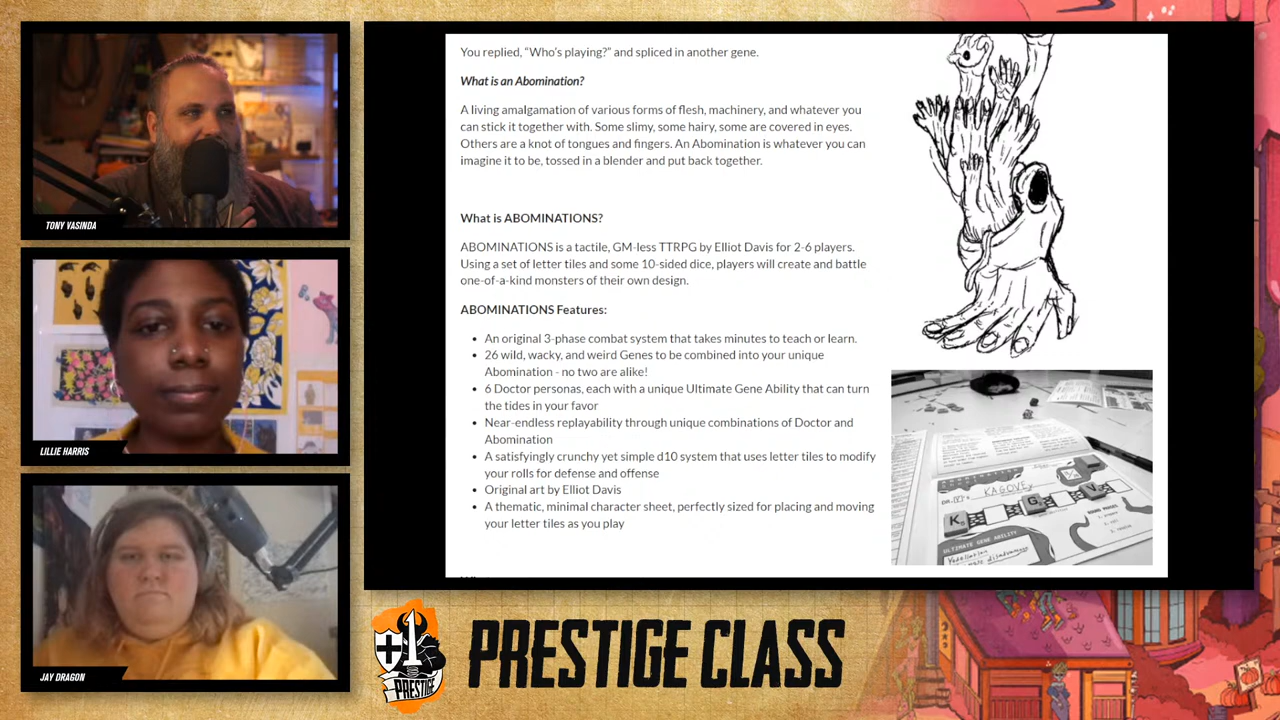 TONY VASINDA
LILLIE HARRIS
JAY DRAGON
You replied, “Who’s playing?” and spliced in another gene.
What is an Abomination?
A living amalgamation of various forms of flesh, machinery, and whatever you
can stick it together with. Some slimy, some hairy, some are covered in eyes.
Others are a knot of tongues and fingers. An Abomination is whatever you can
imagine it to be, tossed in a blender and put back together.
What is ABOMINATIONS?
ABOMINATIONS is a tactile, GM-less TTRPG by Elliot Davis for 2-6 players.
Using a set of letter tiles and some 10-sided dice, players will create and battle
one-of-a-kind monsters of their own design.
ABOMINATIONS Features:
• An original 3-phase combat system that takes minutes to teach or learn.
• 26 wild, wacky, and weird Genes to be combined into your unique
Abomination - no two are alike!
• 6 Doctor personas, each with a unique Ultimate Gene Ability that can turn
the tides in your favor
• Near-endless replayability through unique combinations of Doctor and
Abomination
• A satisfyingly crunchy yet simple d10 system that uses letter tiles to modify
your rolls for defense and offense
• Original art by Elliot Davis
• A thematic, minimal character sheet, perfectly sized for placing and moving
your letter tiles as you play
KAGOVEy
K
G
V
ULTIMATE GENE ABILITY
1
PRESTIGE
PRESTIGE CLASS